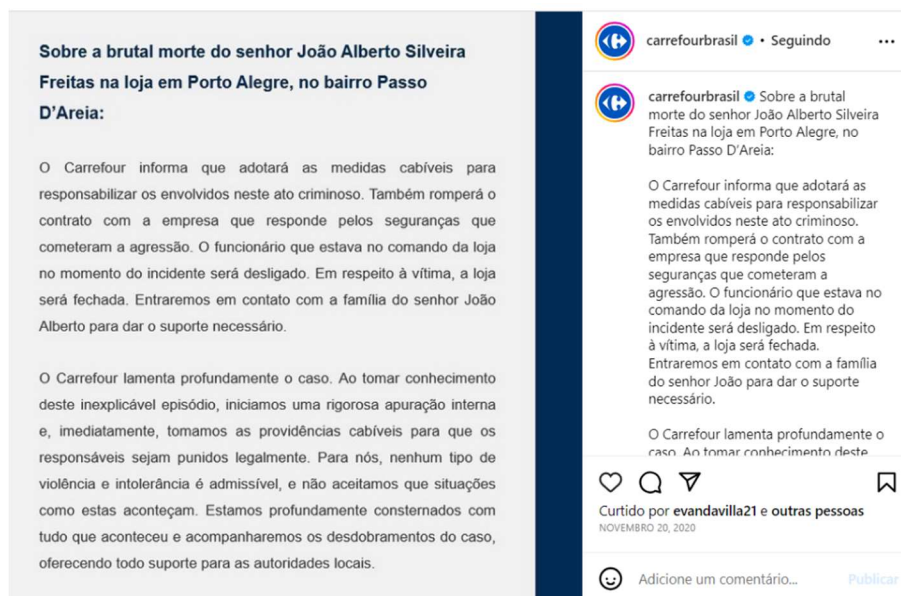 Sobre a brutal morte do senhor João Alberto Silveira
Freitas na loja em Porto Alegre, no bairro Passo
D’Areia:
O Carrefour informa que adotará as medidas cabíveis para
responsabilizar os envolvidos neste ato criminoso. Também romperá o
contrato com a empresa que responde pelos seguranças que
cometeram a agressão. O funcionário que estava no comando da loja
no momento do incidente será desligado. Em respeito à vítima, a loja
será fechada. Entraremos em contato com a família do senhor João
Alberto para dar o suporte necessário.
O Carrefour lamenta profundamente o caso. Ao tomar conhecimento
deste inexplicável episódio, iniciamos uma rigorosa apuração interna
e, imediatamente, tomamos as providências cabíveis para que os
responsáveis sejam punidos legalmente. Para nós, nenhum tipo de
violência e intolerância é admissível, e não aceitamos que situações
como estas aconteçam. Estamos profundamente consternados com
tudo que aconteceu e acompanharemos os desdobramentos do caso,
oferecendo todo suporte para as autoridades locais.
carrefourbrasil • Seguindo
carrefourbrasil Sobre a brutal
morte do senhor João Alberto Silveira
Freitas na loja em Porto Alegre, no
bairro Passo D’Areia:
O Carrefour informa que adotará as
medidas cabíveis para responsabilizar
os envolvidos neste ato criminoso.
Também romperá o contrato com a
empresa que responde pelos
seguranças que cometeram a
agressão. O funcionário que estava no
comando da loja no momento do
incidente será desligado. Em respeito
à vítima, a loja será fechada.
Entraremos em contato com a família
do senhor João para dar o suporte
necessário.
O Carrefour lamenta profundamente o
caso. Ao tomar conhecimento deste
Curtido por evandavilla21 e outras pessoas
NOVEMBRO 20, 2020
Adicione um comentário... Publicar